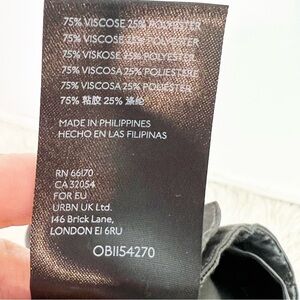 75% VISCOSE 25% POLYESTER
75% VISCOSE 25% POLYESTER
75% VISKOSE 25% POLYESTER
75% VISCOSA 25% POLIESTERE
75% VISCOSA 25% POLIÉSTER
75% 粘胶 25% 涤纶
MADE IN PHILIPPINES
HECHO EN LAS FILIPINAS
RN 66170
CA 32054
FOR EU
URBN UK Ltd.
146 Brick Lane,
LONDON E1 6RU
OB1154270